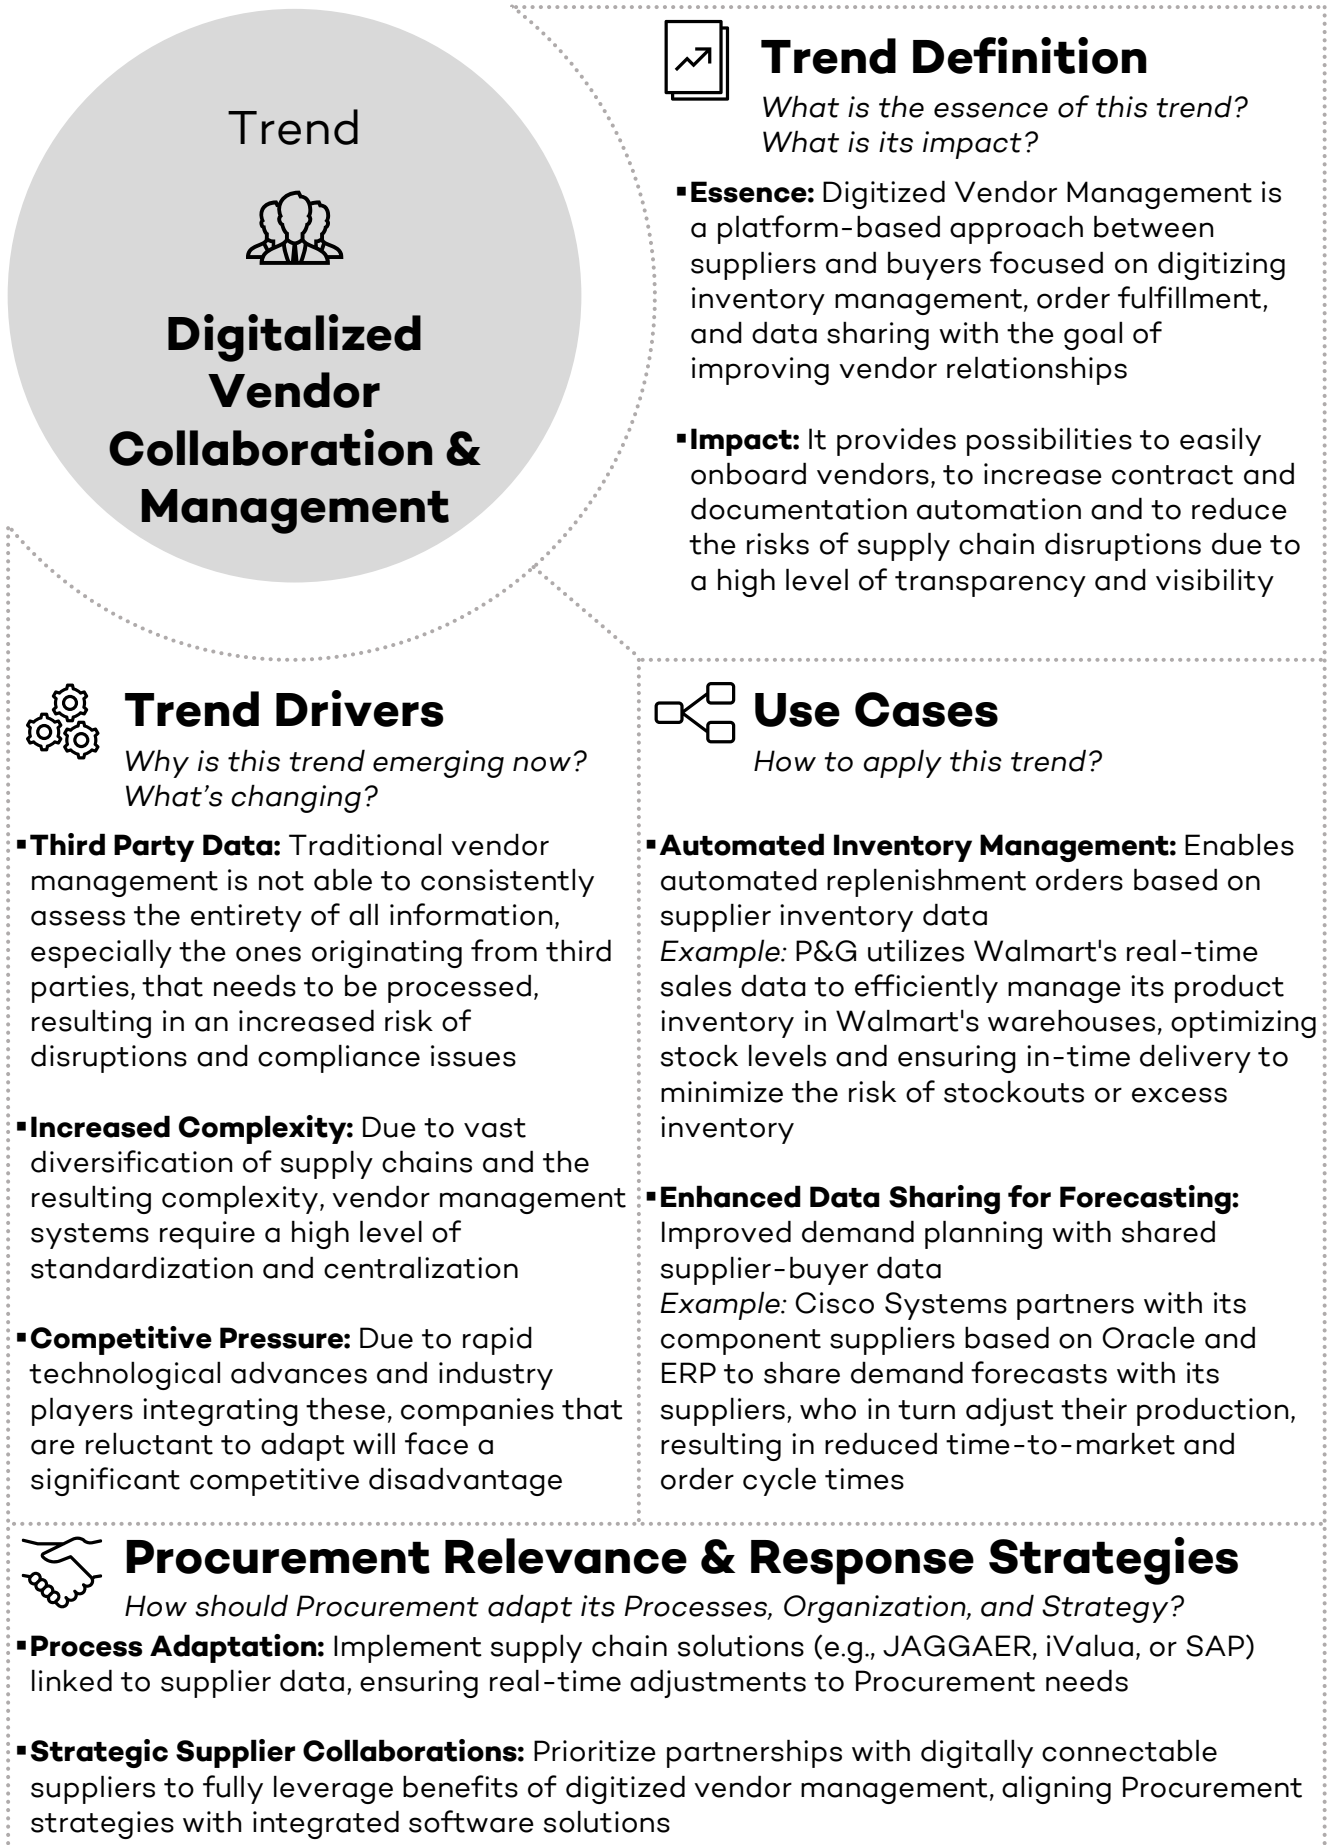 Trend
Digitalized
Vendor
Collaboration &
Management
Trend Definition
What is the essence of this trend?
What is its impact?
▪Essence: Digitized Vendor Management is
a platform-based approach between
suppliers and buyers focused on digitizing
inventory management, order fulfillment,
and data sharing with the goal of
improving vendor relationships
▪Impact: It provides possibilities to easily
onboard vendors, to increase contract and
documentation automation and to reduce
the risks of supply chain disruptions due to
a high level of transparency and visibility
Trend Drivers
Why is this trend emerging now?
What's changing?
▪Third Party Data: Traditional vendor
management is not able to consistently
assess the entirety of all information,
especially the ones originating from third
parties, that needs to be processed,
resulting in an increased risk of
disruptions and compliance issues
▪Increased Complexity: Due to vast
diversification of supply chains and the
resulting complexity, vendor management
systems require a high level of
standardization and centralization
▪Competitive Pressure: Due to rapid
technological advances and industry
players integrating these, companies that
are reluctant to adapt will face a
significant competitive disadvantage
Use Cases
How to apply this trend?
▪Automated Inventory Management: Enables
automated replenishment orders based on
supplier inventory data
Example: P&G utilizes Walmart's real-time
sales data to efficiently manage its product
inventory in Walmart's warehouses, optimizing
stock levels and ensuring in-time delivery to
minimize the risk of stockouts or excess
inventory
▪Enhanced Data Sharing for Forecasting:
Improved demand planning with shared
supplier-buyer data
Example: Cisco Systems partners with its
component suppliers based on Oracle and
ERP to share demand forecasts with its
suppliers, who in turn adjust their production,
resulting in reduced time-to-market and
order cycle times
Procurement Relevance & Response Strategies
How should Procurement adapt its Processes, Organization, and Strategy?
▪Process Adaptation: Implement supply chain solutions (e.g., JAGGAER, iValua, or SAP)
linked to supplier data, ensuring real-time adjustments to Procurement needs
▪Strategic Supplier Collaborations: Prioritize partnerships with digitally connectable
suppliers to fully leverage benefits of digitized vendor management, aligning Procurement
strategies with integrated software solutions